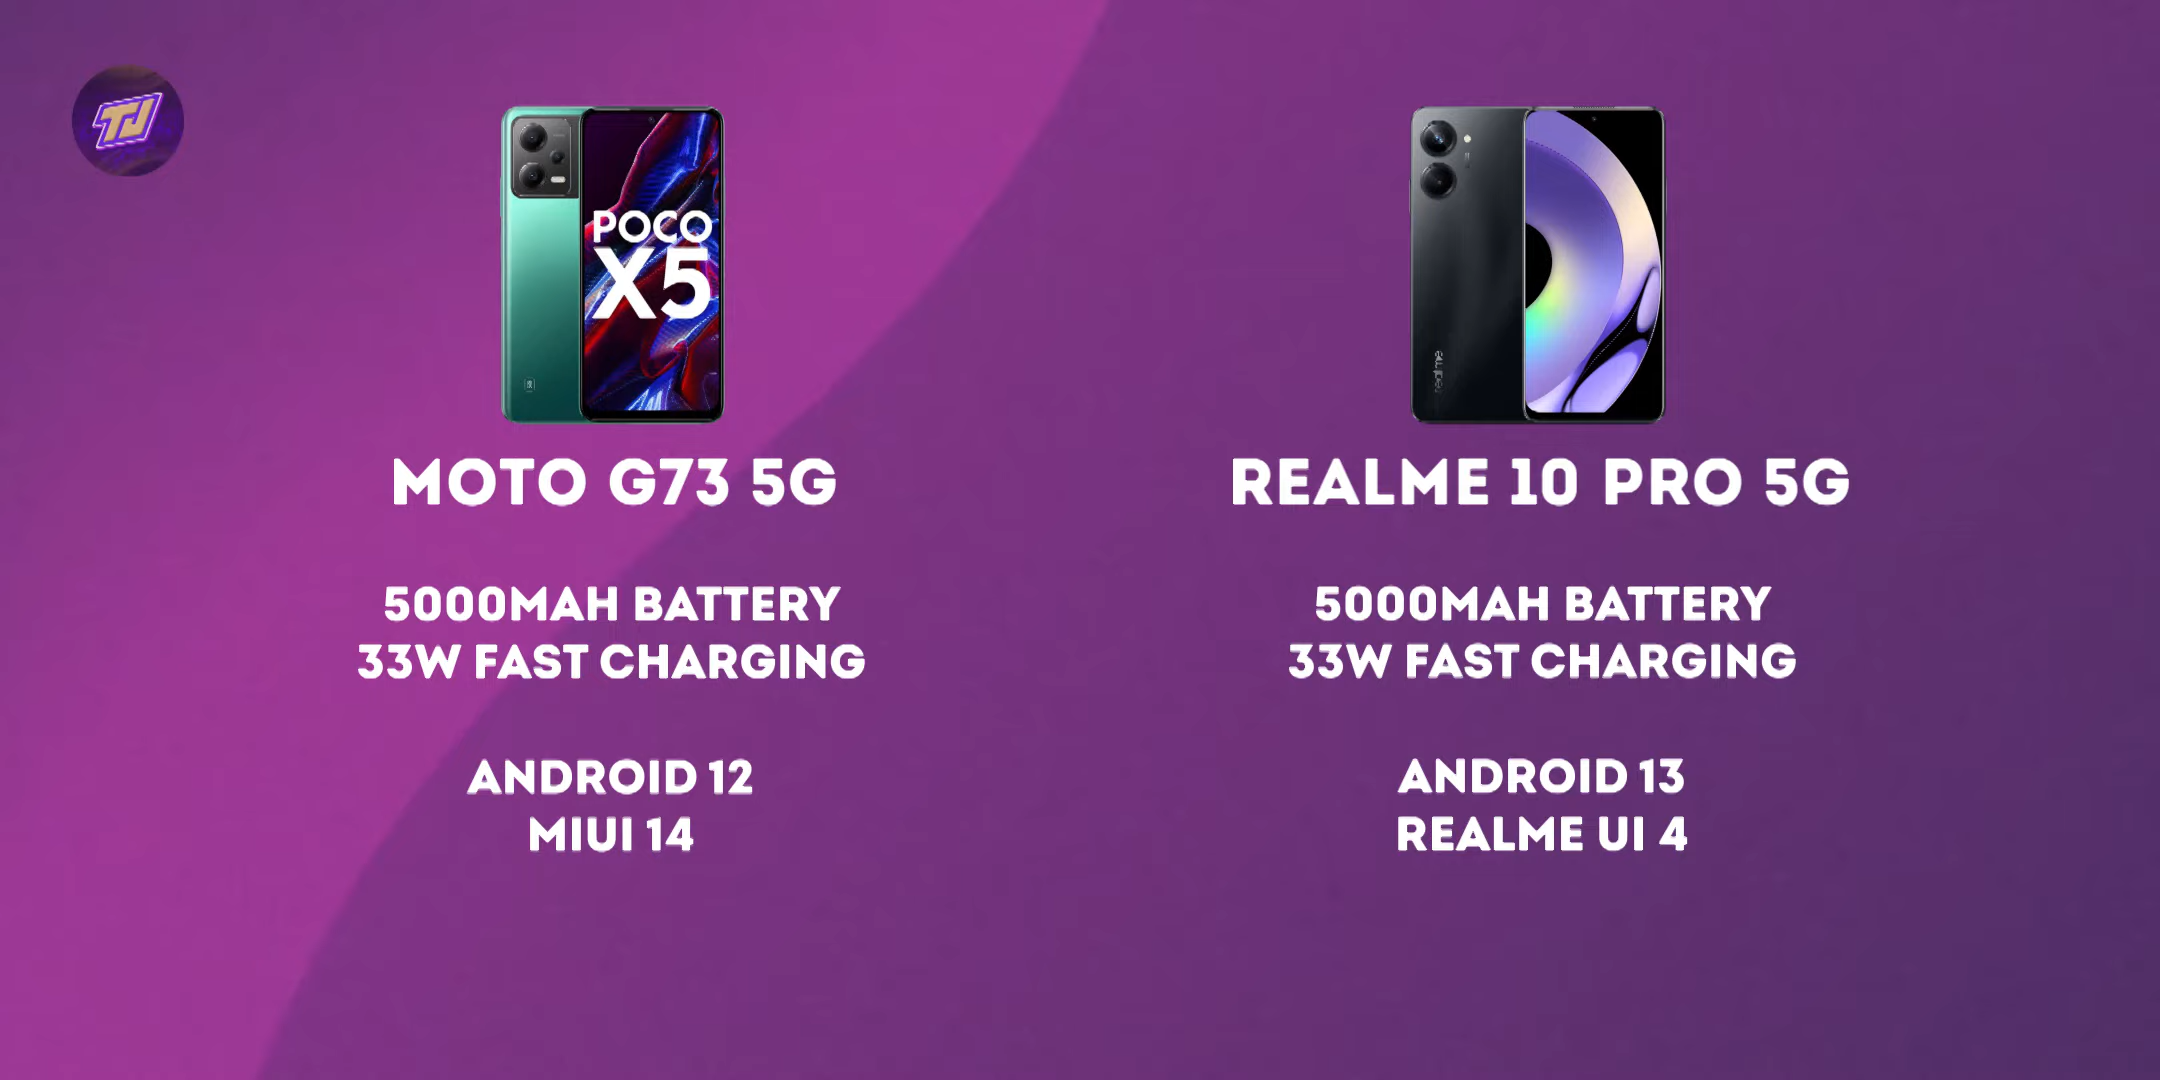 TJ
POCO
X5
realme
MOTO G73 5G
REALME 10 PRO 5G
5000MAH BATTERY
33W FAST CHARGING
5000MAH BATTERY
33W FAST CHARGING
ANDROID 12
MIUI 14
ANDROID 13
REALME UI 4